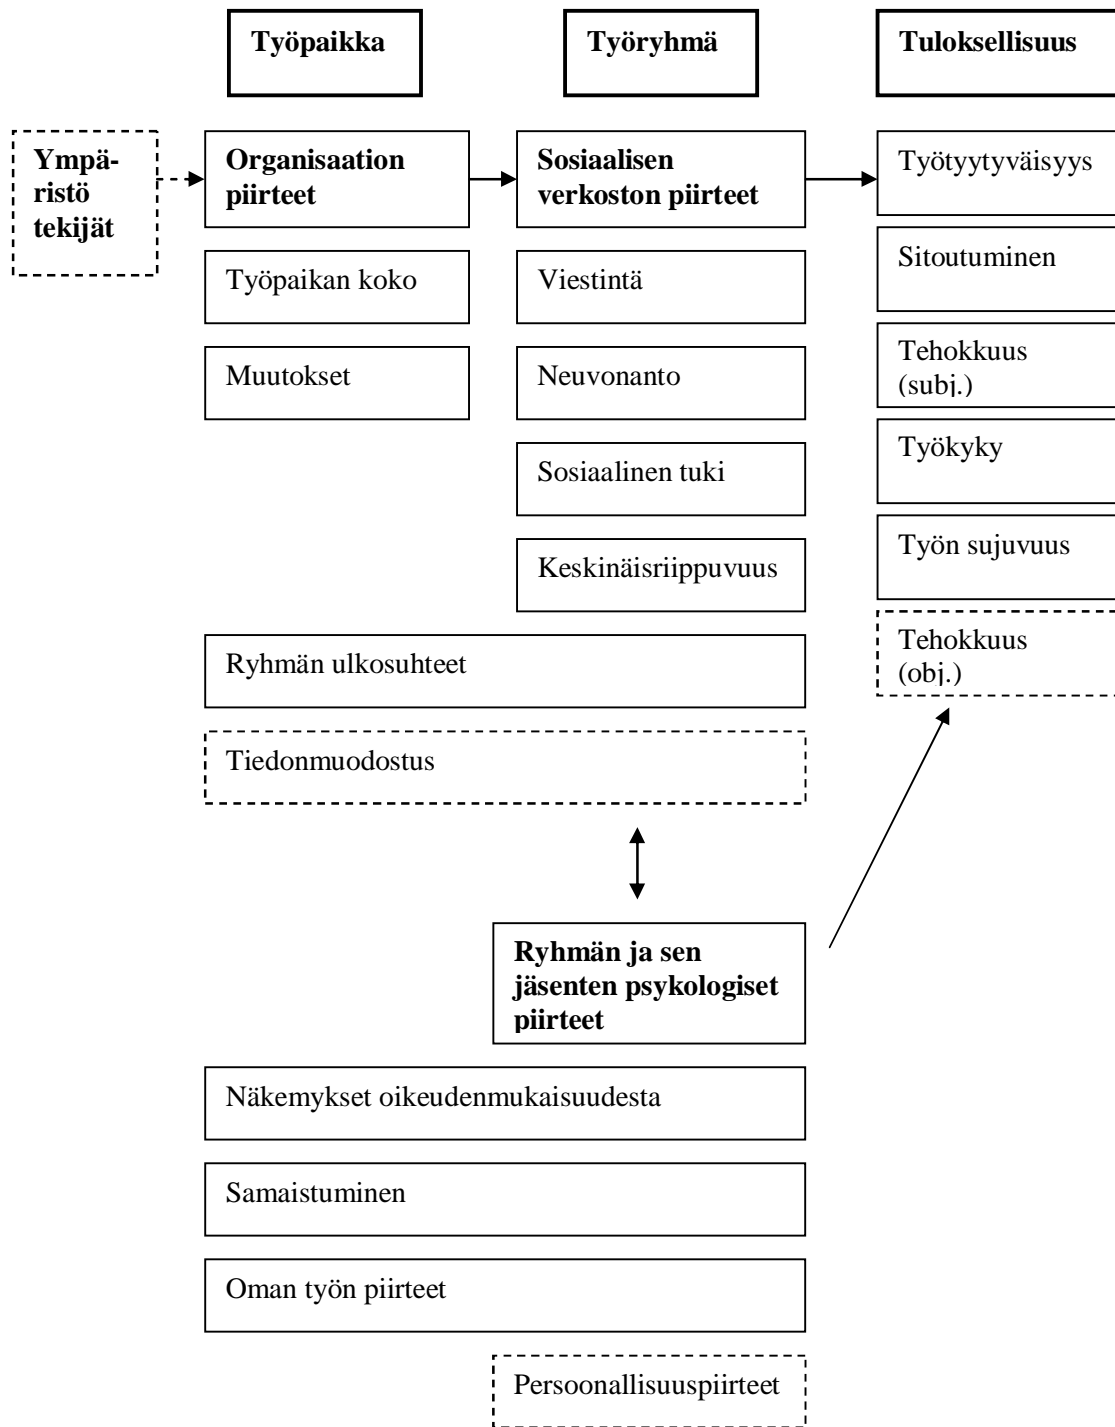 Työpaikka
Työryhmä
Tuloksellisuus
Ympä-
ristö
tekijät
Organisaation
piirteet
Sosiaalisen
verkoston piirteet
Työtyytyväisyys
Työpaikan koko
Viestintä
Sitoutuminen
Muutokset
Neuvonanto
Tehokkuus
(subj.)
Sosiaalinen tuki
Työkyky
Keskinäisriippuvuus
Työn sujuvuus
Ryhmän ulkosuhteet
Tehokkuus
(obj.)
Tiedonmuodostus
Ryhmän ja sen
jäsenten psykologiset
piirteet
Näkemykset oikeudenmukaisuudesta
Samaistuminen
Oman työn piirteet
Persoonallisuuspiirteet